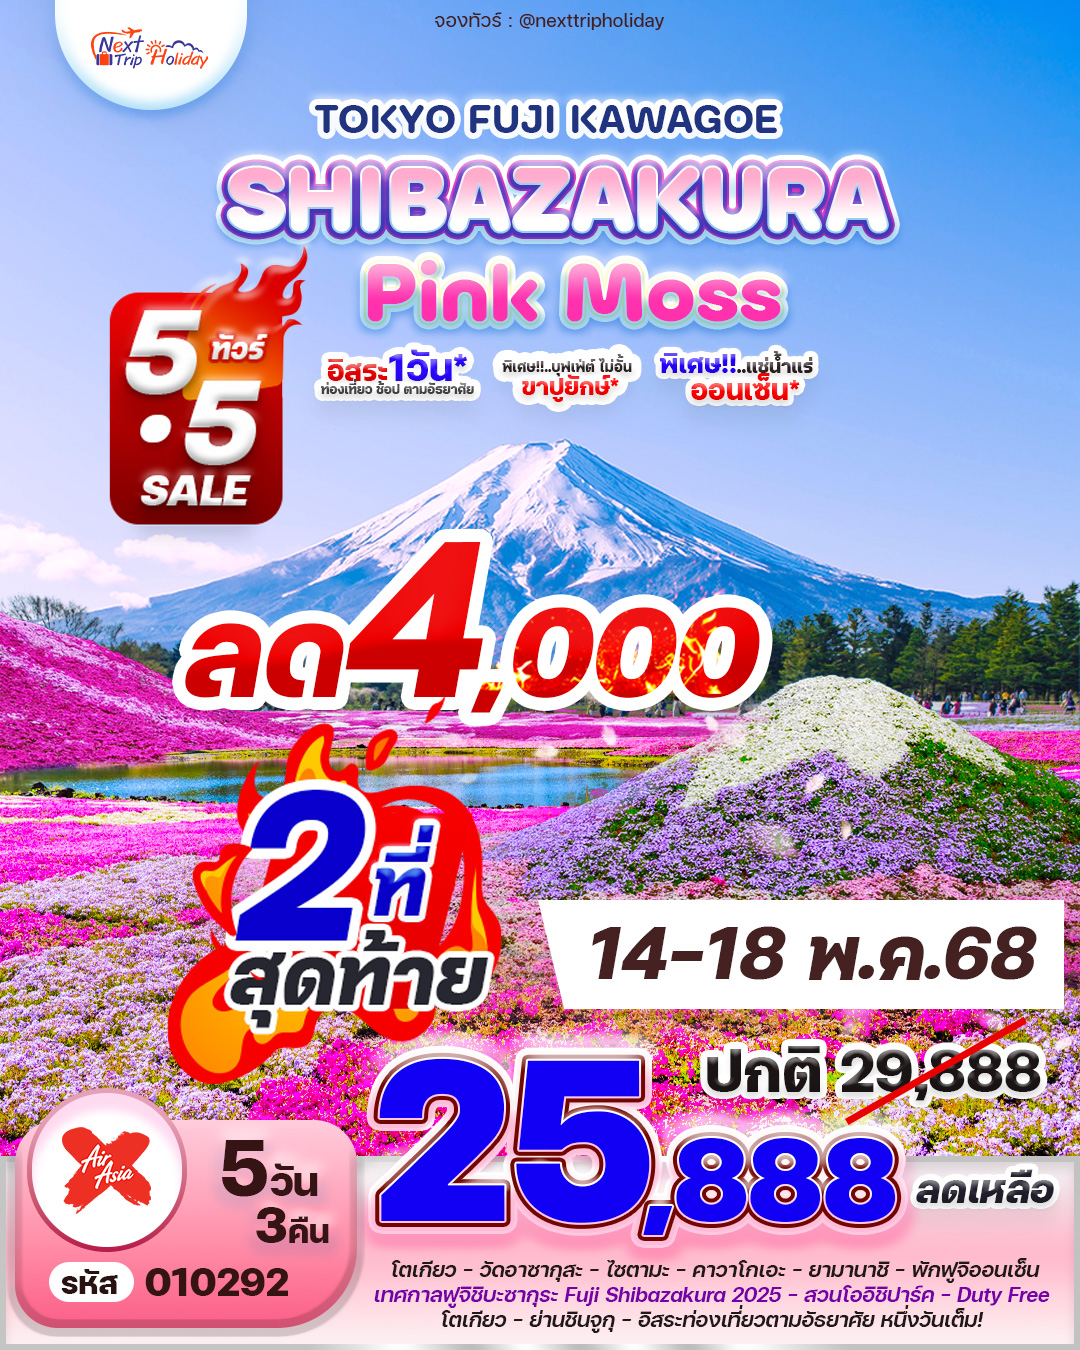 จองทัวร์ : @nexttripholiday
Next Trip Holiday
TOKYO FUJI KAWAGOE
SHIBAZAKURA
Pink Moss
5.5 ทัวร์
SALE
อิสระ1วัน*
ท่องเที่ยว ช้อป ตามอัธยาศัย
พิเศษ!!..บุฟเฟ่ต์ ไม่อั้น
ขาปูยักษ์*
พิเศษ!!..แช่น้ำแร่
ออนเซ็น*
ลด4,000
2 ที่
สุดท้าย
14-18 พ.ค.68
ปกติ 29,888
25,888 ลดเหลือ
Air Asia X
5วัน
3คืน
รหัส 010292
โตเกียว - วัดอาซากุสะ - ไซตามะ - คาวาโกเอะ - ยามานาชิ - พักฟูจิออนเซ็น
เทศกาลฟูจิชิบะซากุระ Fuji Shibazakura 2025 - สวนโออิชิปาร์ค - Duty Free
โตเกียว - ย่านชินจูกุ - อิสระท่องเที่ยวตามอัธยาศัย หนึ่งวันเต็ม!